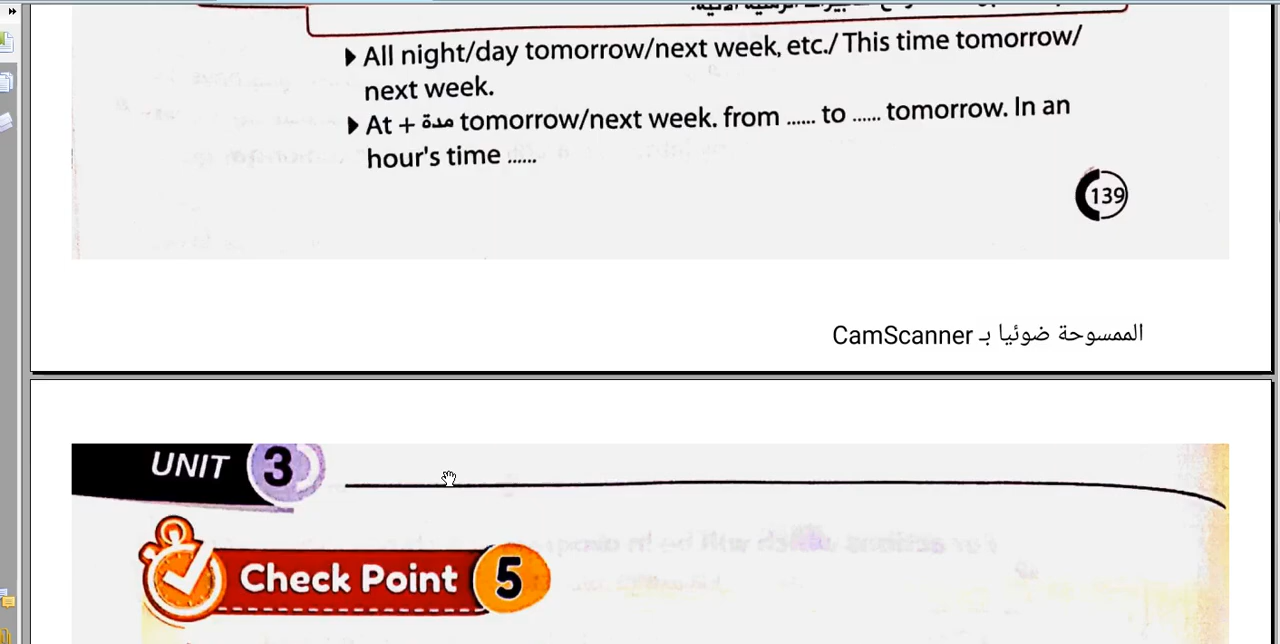 ▶ All night/day tomorrow/next week, etc./ This time tomorrow/
next week.
▶ At + مدة tomorrow/next week. from ...... to ...... tomorrow. In an
hour's time ......
139
الممسوحة ضوئيا بـ CamScanner
UNIT 3
Check Point 5